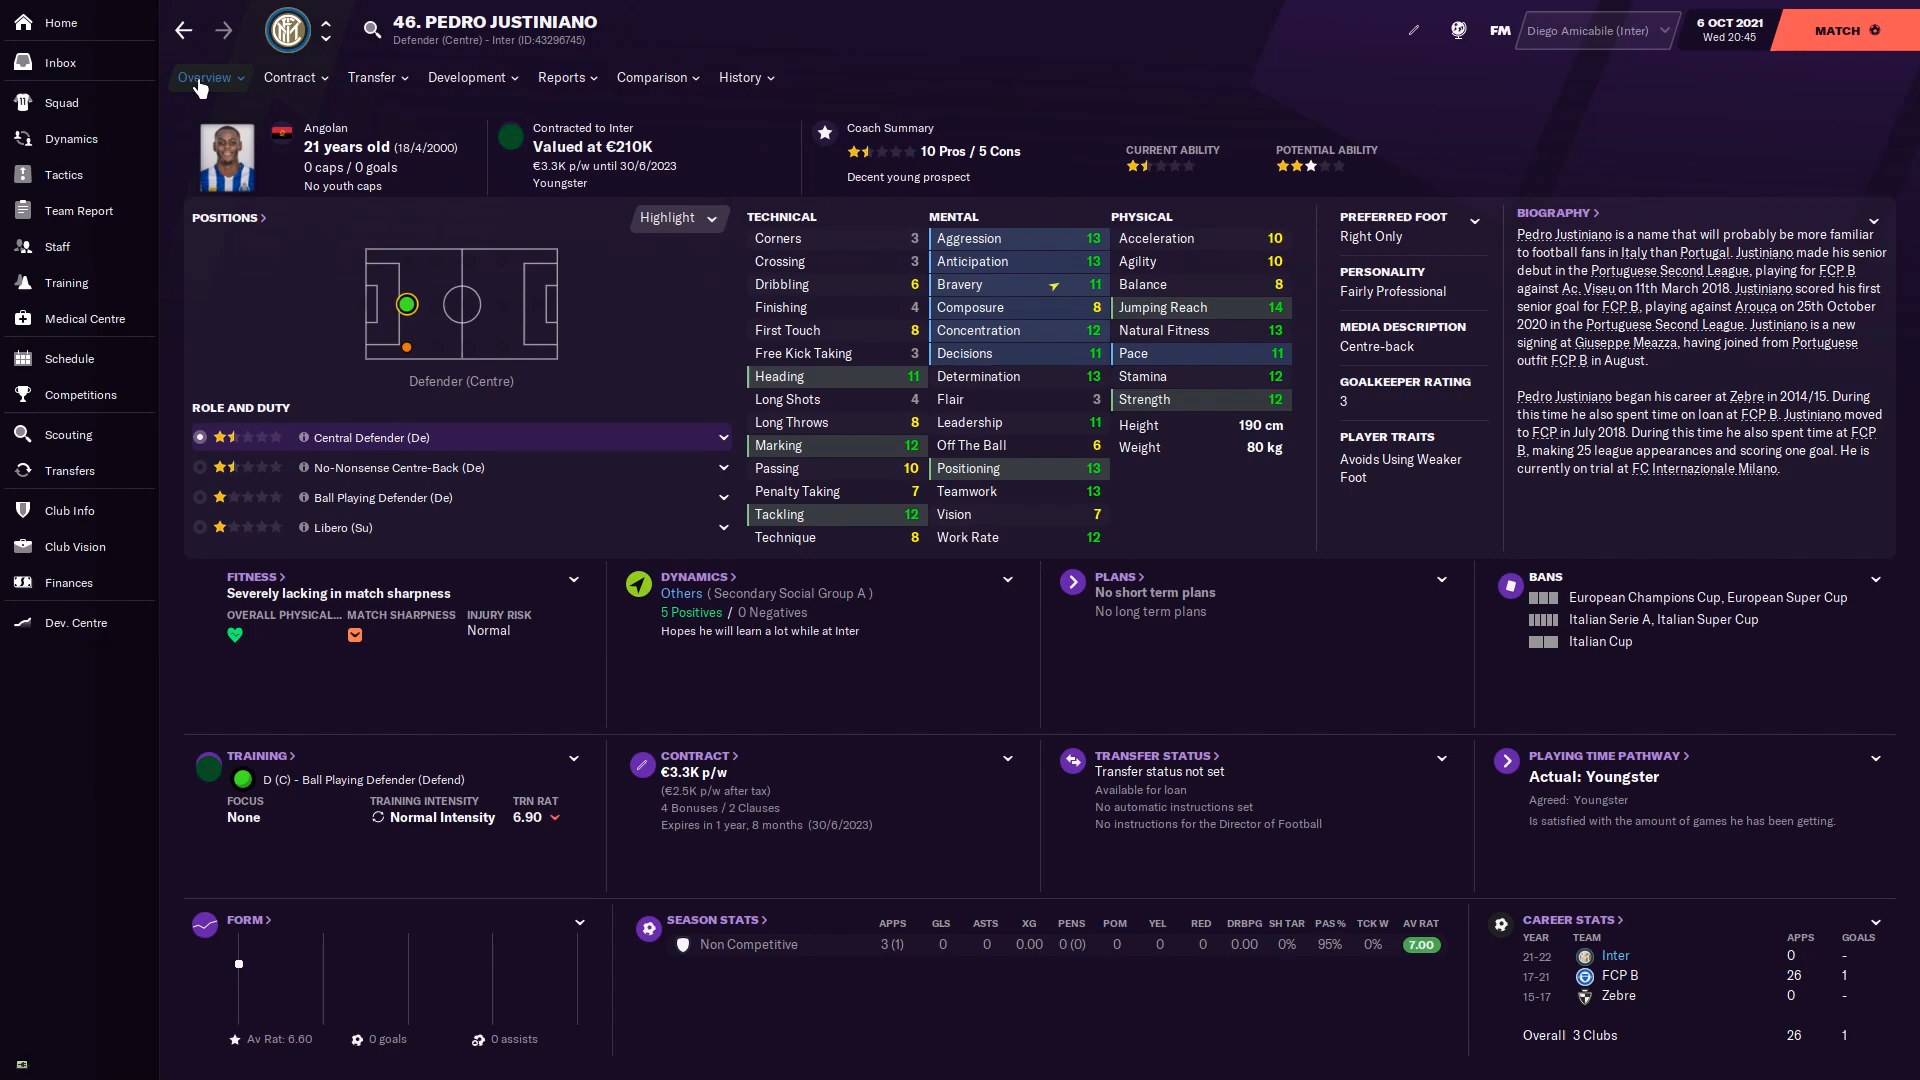 Home
Inbox
Squad
Dynamics
Tactics
Team Report
Staff
Training
Medical Centre
Schedule
Competitions
Scouting
Transfers
Club Info
Club Vision
Finances
Dev. Centre
46. PEDRO JUSTINIANO
Defender (Centre) - Inter (ID:43296745)
FM
Diego Amicabile (Inter)
6 OCT 2021
Wed 20:45
MATCH
Overview
Contract
Transfer
Development
Reports
Comparison
History
Angolan
21 years old (18/4/2000)
0 caps / 0 goals
No youth caps
Contracted to Inter
Valued at €210K
€3.3K p/w until 30/6/2023
Youngster
Coach Summary
10 Pros / 5 Cons
Decent young prospect
CURRENT ABILITY
POTENTIAL ABILITY
POSITIONS
Highlight
Defender (Centre)
ROLE AND DUTY
Central Defender (De)
No-Nonsense Centre-Back (De)
Ball Playing Defender (De)
Libero (Su)
TECHNICAL
Corners 3
Crossing 3
Dribbling 6
Finishing 4
First Touch 8
Free Kick Taking 3
Heading 11
Long Shots 4
Long Throws 8
Marking 12
Passing 10
Penalty Taking 7
Tackling 12
Technique 8
MENTAL
Aggression 13
Anticipation 13
Bravery 11
Composure 8
Concentration 12
Decisions 11
Determination 13
Flair 3
Leadership 11
Off The Ball 6
Positioning 13
Teamwork 13
Vision 7
Work Rate 12
PHYSICAL
Acceleration 10
Agility 10
Balance 8
Jumping Reach 14
Natural Fitness 13
Pace 11
Stamina 12
Strength 12
Height 190 cm
Weight 80 kg
PREFERRED FOOT
Right Only
PERSONALITY
Fairly Professional
MEDIA DESCRIPTION
Centre-back
GOALKEEPER RATING
3
PLAYER TRAITS
Avoids Using Weaker
Foot
BIOGRAPHY
Pedro Justiniano is a name that will probably be more familiar
to football fans in Italy than Portugal. Justiniano made his senior
debut in the Portuguese Second League, playing for FCP B
against Ac. Viseu on 11th March 2018. Justiniano scored his first
senior goal for FCP B, playing against Arouca on 25th October
2020 in the Portuguese Second League. Justiniano is a new
signing at Giuseppe Meazza, having joined from Portuguese
outfit FCP B in August.
Pedro Justiniano began his career at Zebre in 2014/15. During
this time he also spent time on loan at FCP B. Justiniano moved
to FCP in July 2018. During this time he also spent time at FCP
B, making 25 league appearances and scoring one goal. He is
currently on trial at FC Internazionale Milano.
FITNESS
Severely lacking in match sharpness
OVERALL PHYSICAL... MATCH SHARPNESS INJURY RISK
Normal
DYNAMICS
Others ( Secondary Social Group A )
5 Positives / 0 Negatives
Hopes he will learn a lot while at Inter
PLANS
No short term plans
No long term plans
BANS
European Champions Cup, European Super Cup
Italian Serie A, Italian Super Cup
Italian Cup
TRAINING
D (C) - Ball Playing Defender (Defend)
FOCUS TRAINING INTENSITY TRN RAT
None Normal Intensity 6.90
CONTRACT
€3.3K p/w
(€2.5K p/w after tax)
4 Bonuses / 2 Clauses
Expires in 1 year, 8 months (30/6/2023)
TRANSFER STATUS
Transfer status not set
Available for loan
No automatic instructions set
No instructions for the Director of Football
PLAYING TIME PATHWAY
Actual: Youngster
Agreed: Youngster
Is satisfied with the amount of games he has been getting.
FORM
Av Rat: 6.60 0 goals 0 assists
SEASON STATS APPS GLS ASTS XG PENS POM YEL RED DRBPG SH TAR PAS % TCK W AV RAT
Non Competitive 3 (1) 0 0 0.00 0 (0) 0 0 0 0.00 0% 95% 0% 7.00
CAREER STATS
YEAR TEAM APPS GOALS
21-22 Inter 0 -
17-21 FCP B 26 1
15-17 Zebre 0 -
Overall 3 Clubs 26 1